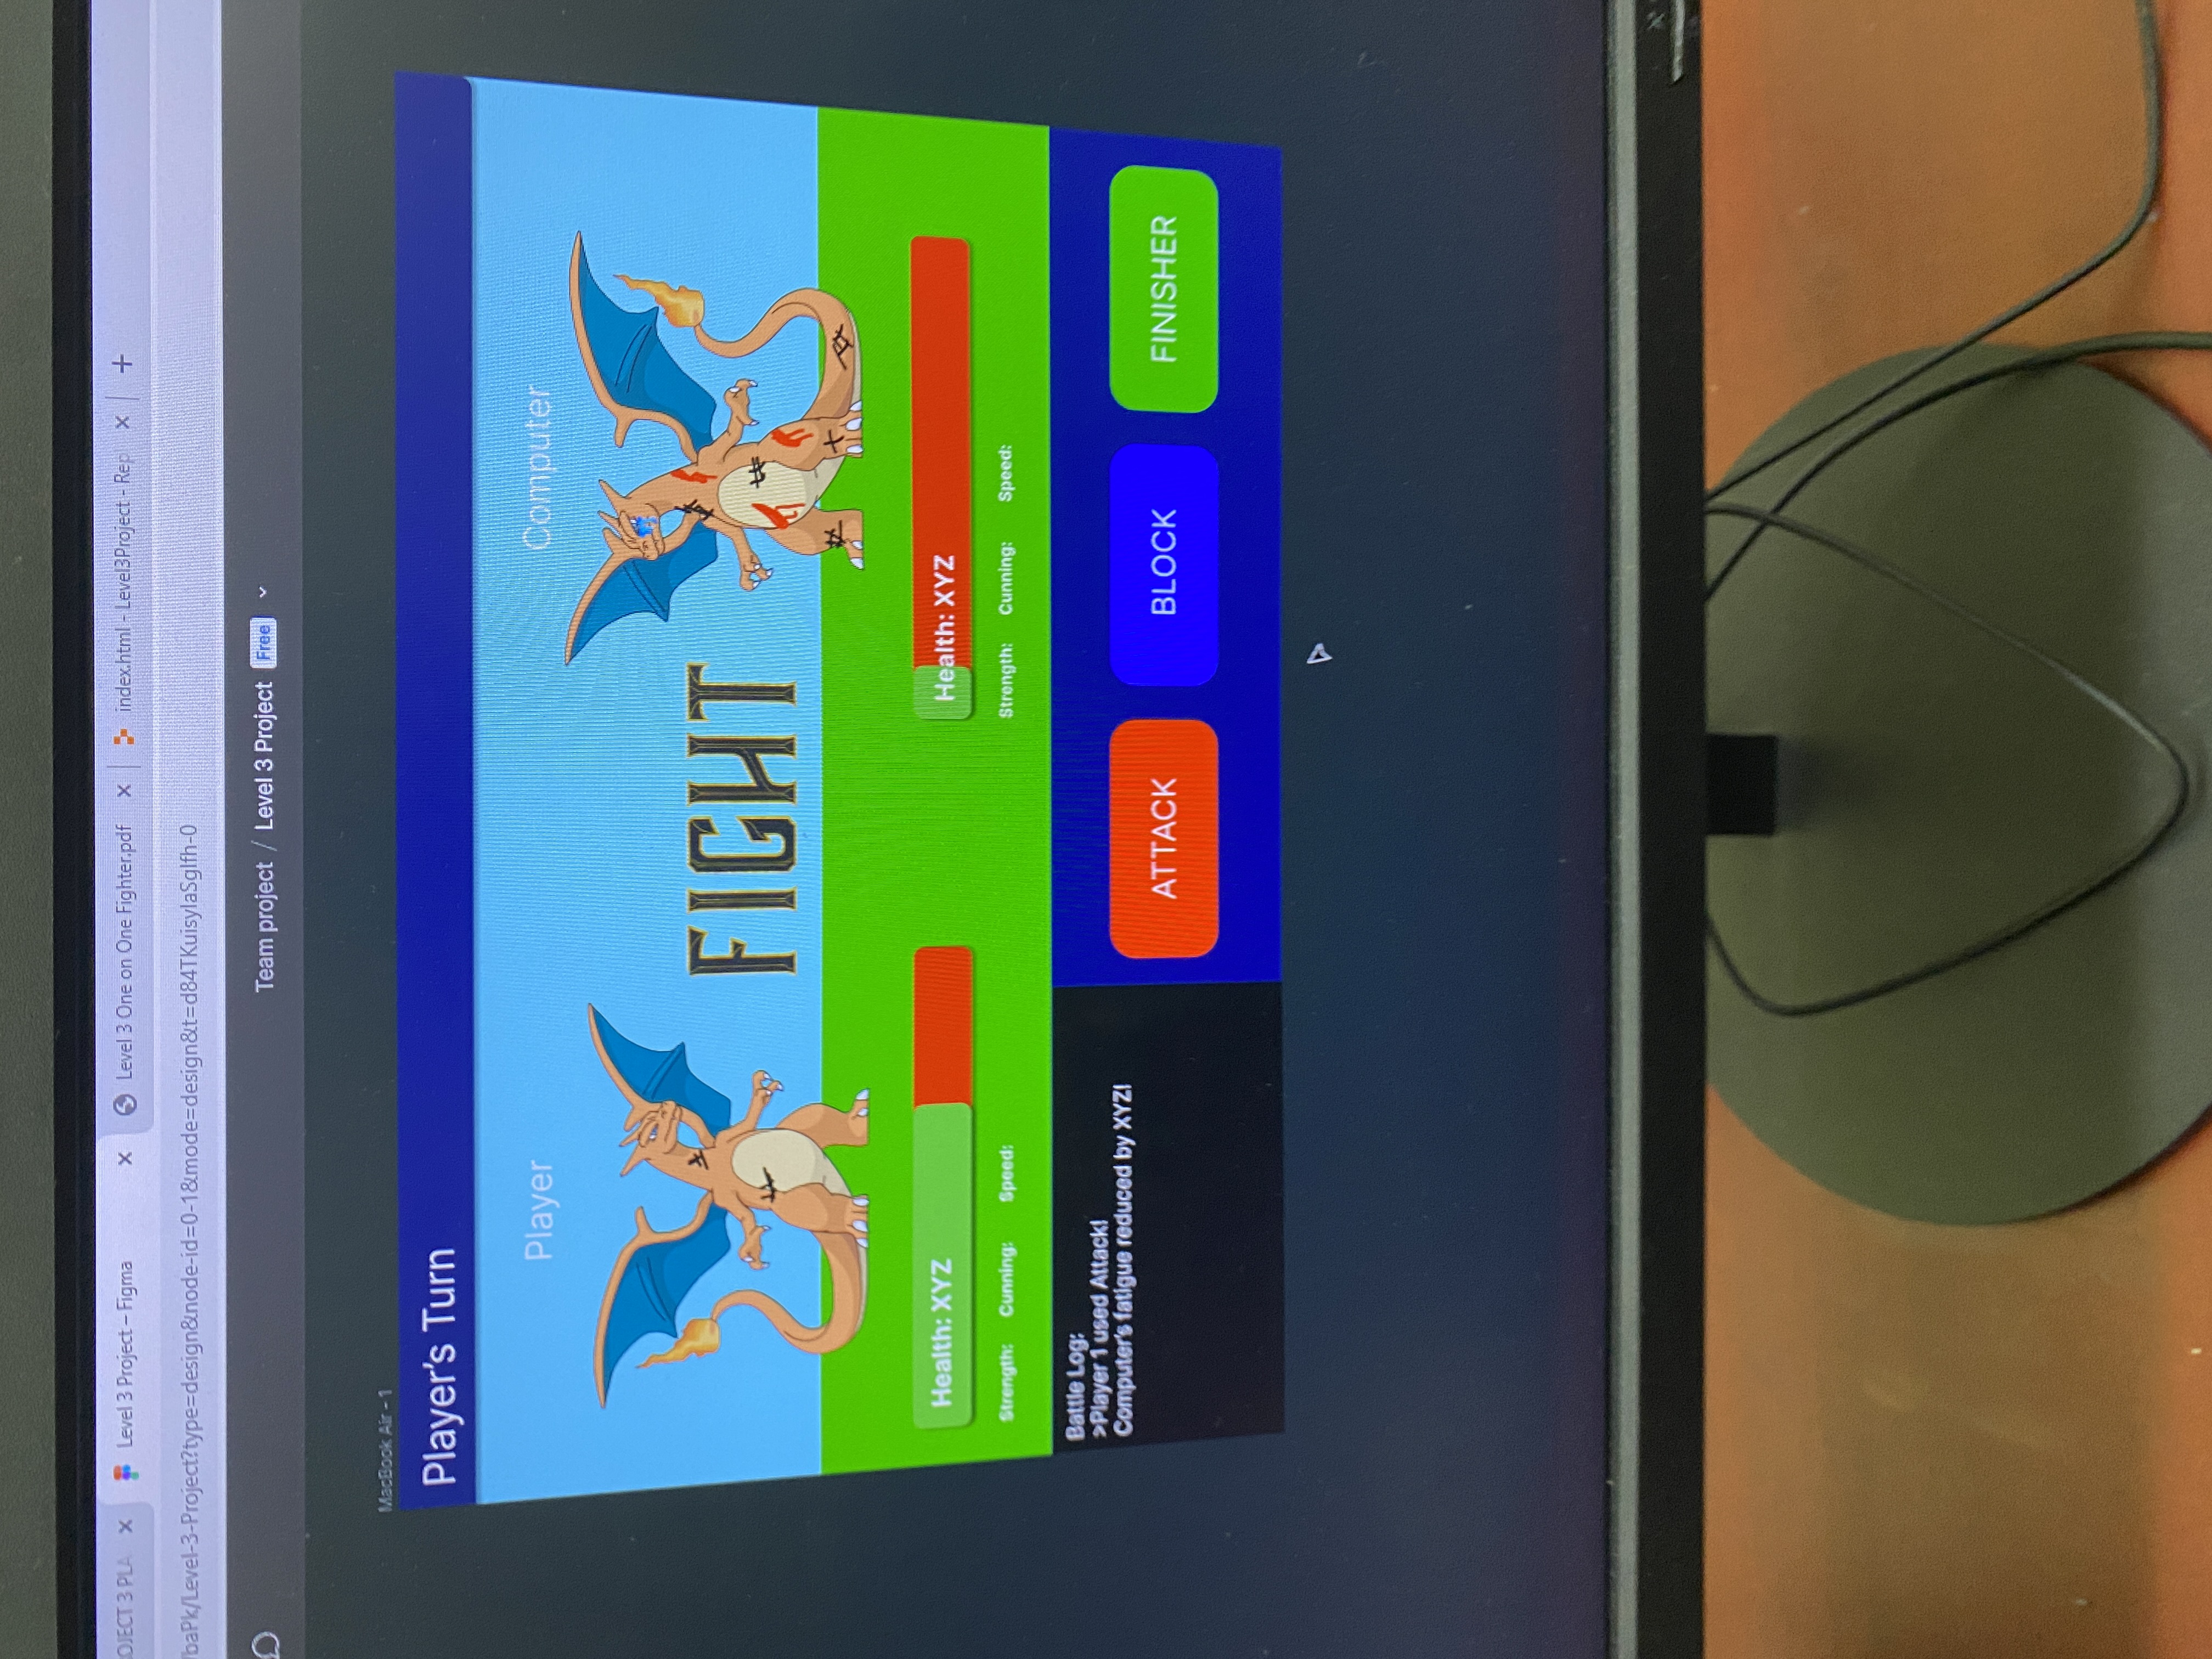 OJECT 3 PLA
Level 3 Project – Figma
Level 3 One on One Fighter.pdf
index.html - Level3Project - Rep
/baPk/Level-3-Project?type=design&node-id=0-1&mode=design&t=
Team project / Level 3 Project Free
MacBook Air - 1
Player's Turn
Player
Computer
FIGHT
Health: XYZ
Health: XYZ
Strength: Cunning: Speed:
Strength: Cunning: Speed:
Battle Log:
>Player 1 used Attack!
Computer's fatigue reduced by XYZ!
ATTACK
BLOCK
FINISHER